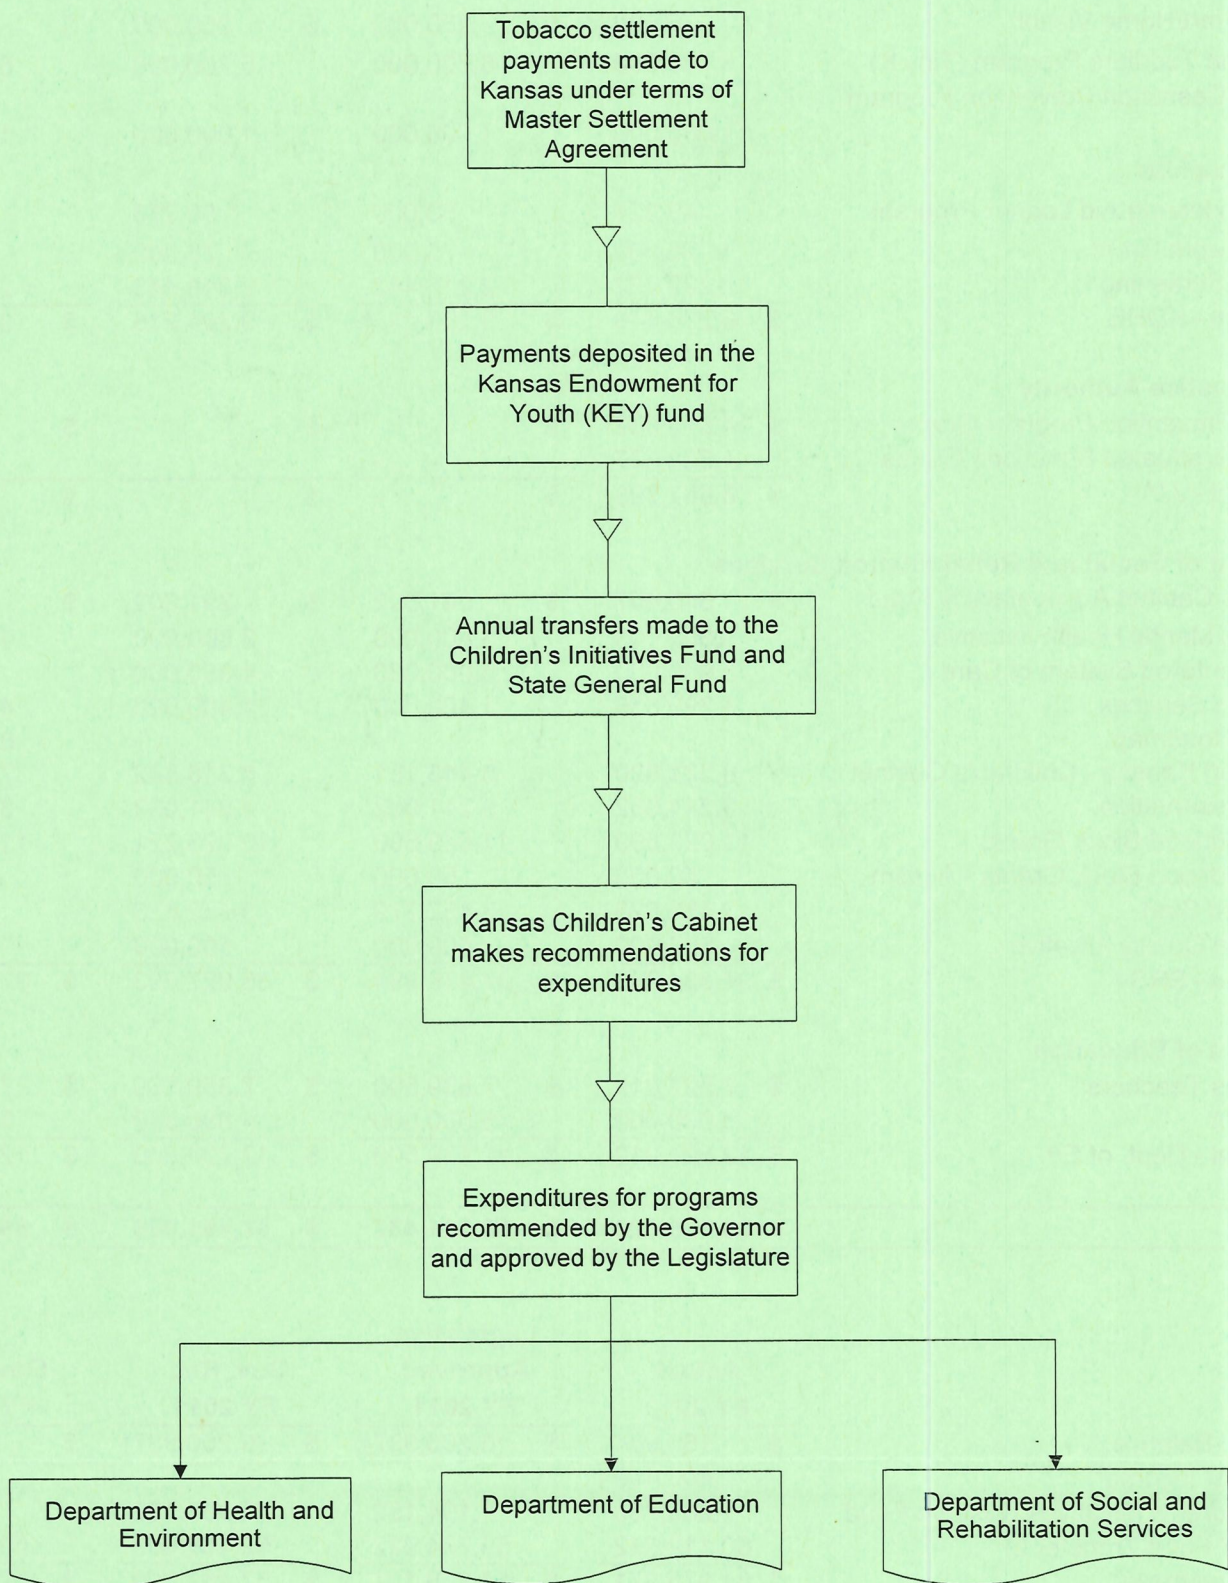 Tobacco settlement
payments made to
Kansas under terms of
Master Settlement
Agreement
Payments deposited in the
Kansas Endowment for
Youth (KEY) fund
Annual transfers made to the
Children's Initiatives Fund and
State General Fund
Kansas Children's Cabinet
makes recommendations for
expenditures
Expenditures for programs
recommended by the Governor
and approved by the Legislature
Department of Health and
Environment
Department of Education
Department of Social and
Rehabilitation Services